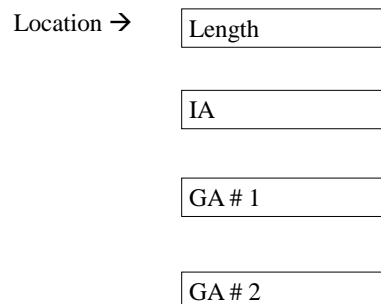 Location → Length
IA
GA # 1
GA # 2